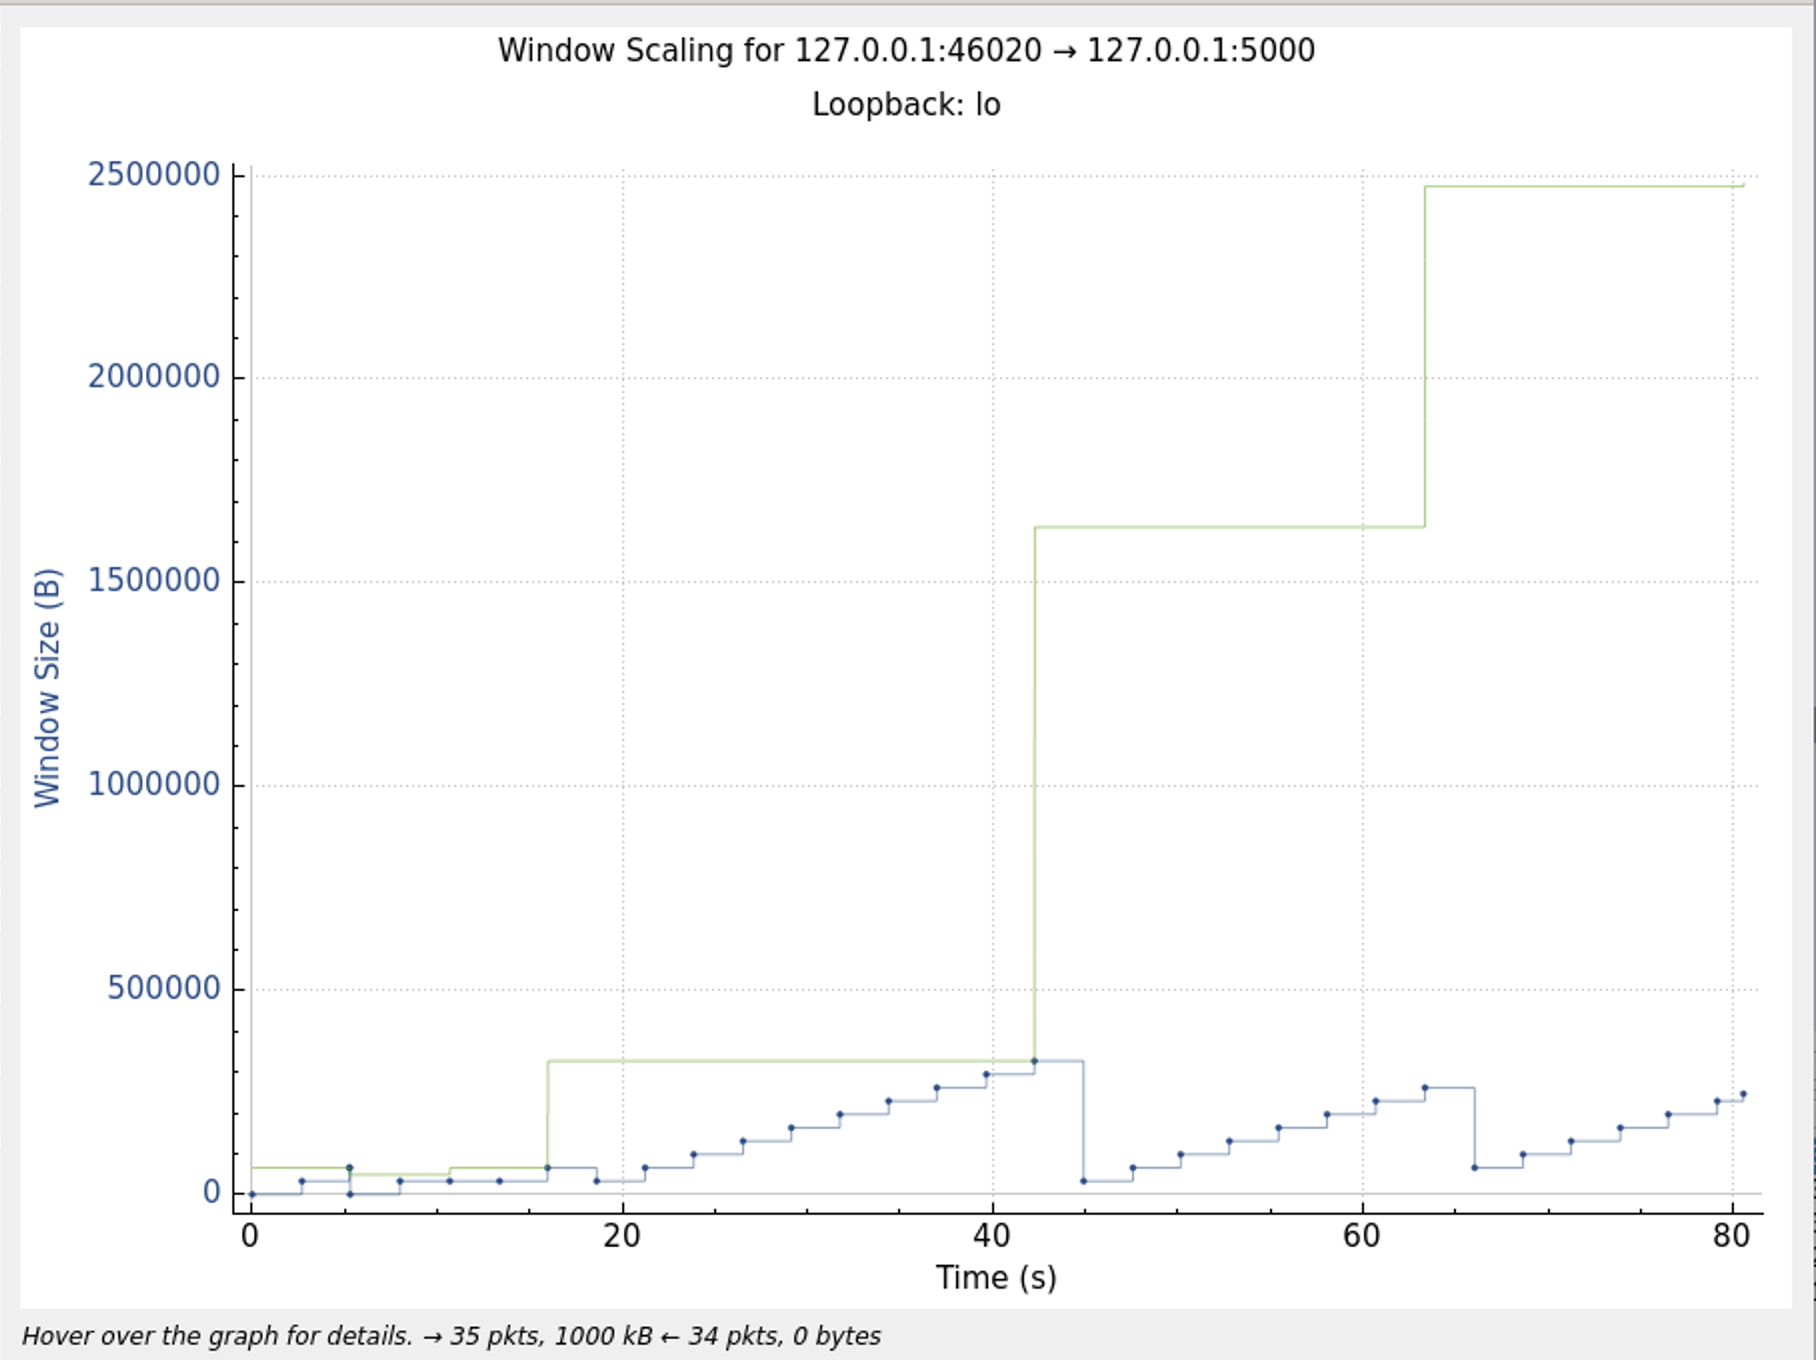 Window Scaling for 127.0.0.1:46020 → 127.0.0.1:5000
Loopback: lo
2500000
2000000
1500000
1000000
500000
0
Window Size (B)
0 20 40 60 80
Time (s)
Hover over the graph for details. → 35 pkts, 1000 kB ← 34 pkts, 0 bytes